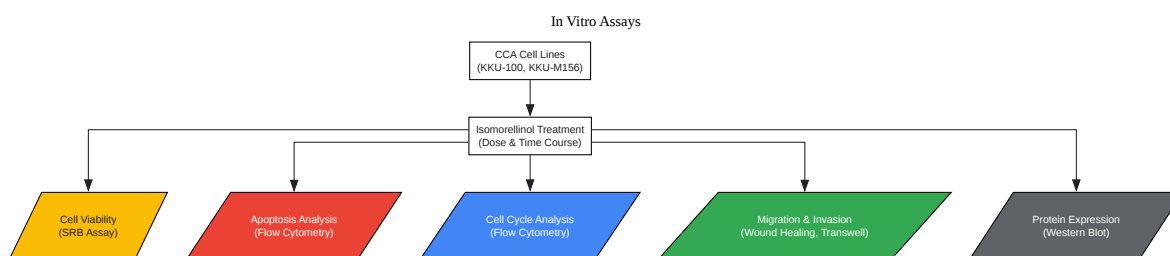 In Vitro Assays
CCA Cell Lines
(KKU-100, KKU-M156)
Isomorellinol Treatment
(Dose & Time Course)
Cell Viability
(SRB Assay)
Apoptosis Analysis
(Flow Cytometry)
Cell Cycle Analysis
(Flow Cytometry)
Migration & Invasion
(Wound Healing, Transwell)
Protein Expression
(Western Blot)